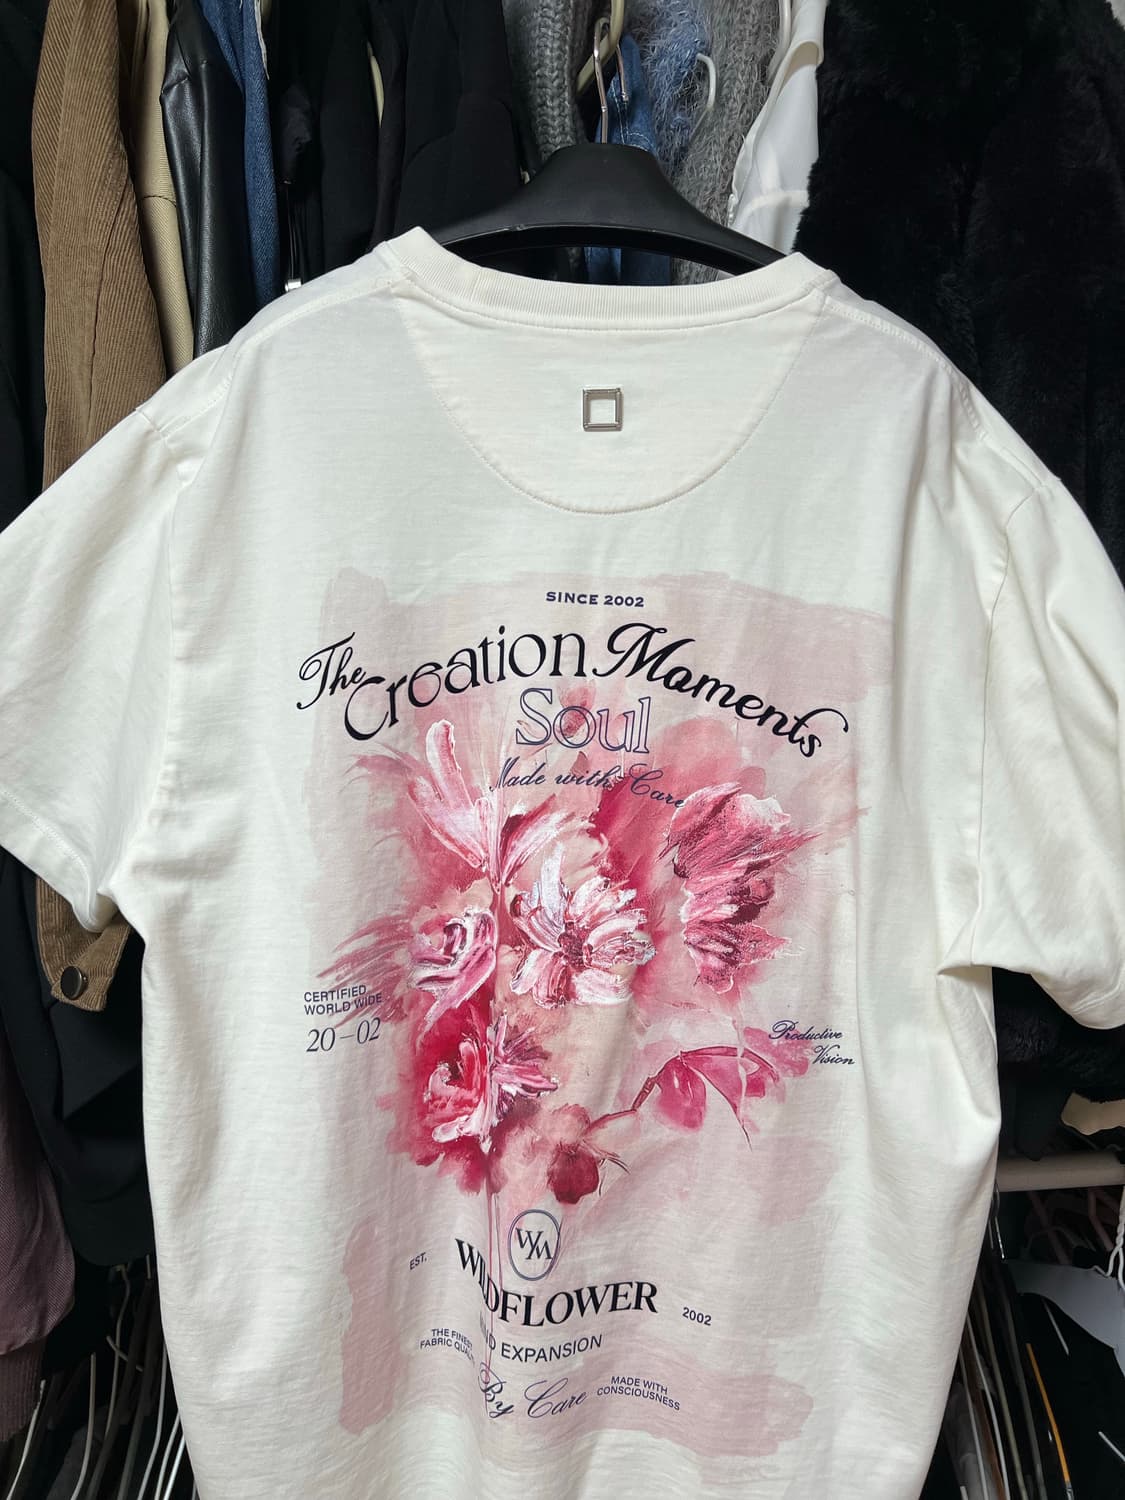 SINCE 2002
The Creation Moments
Soul
Made with Care
CERTIFIED
WORLD WIDE
20-02
Productive
Vision
WM
EST.
WILDFLOWER
2002
EXPANSION
THE FINEST
FABRIC QUALITY
By Care
MADE WITH
CONSCIOUSNESS